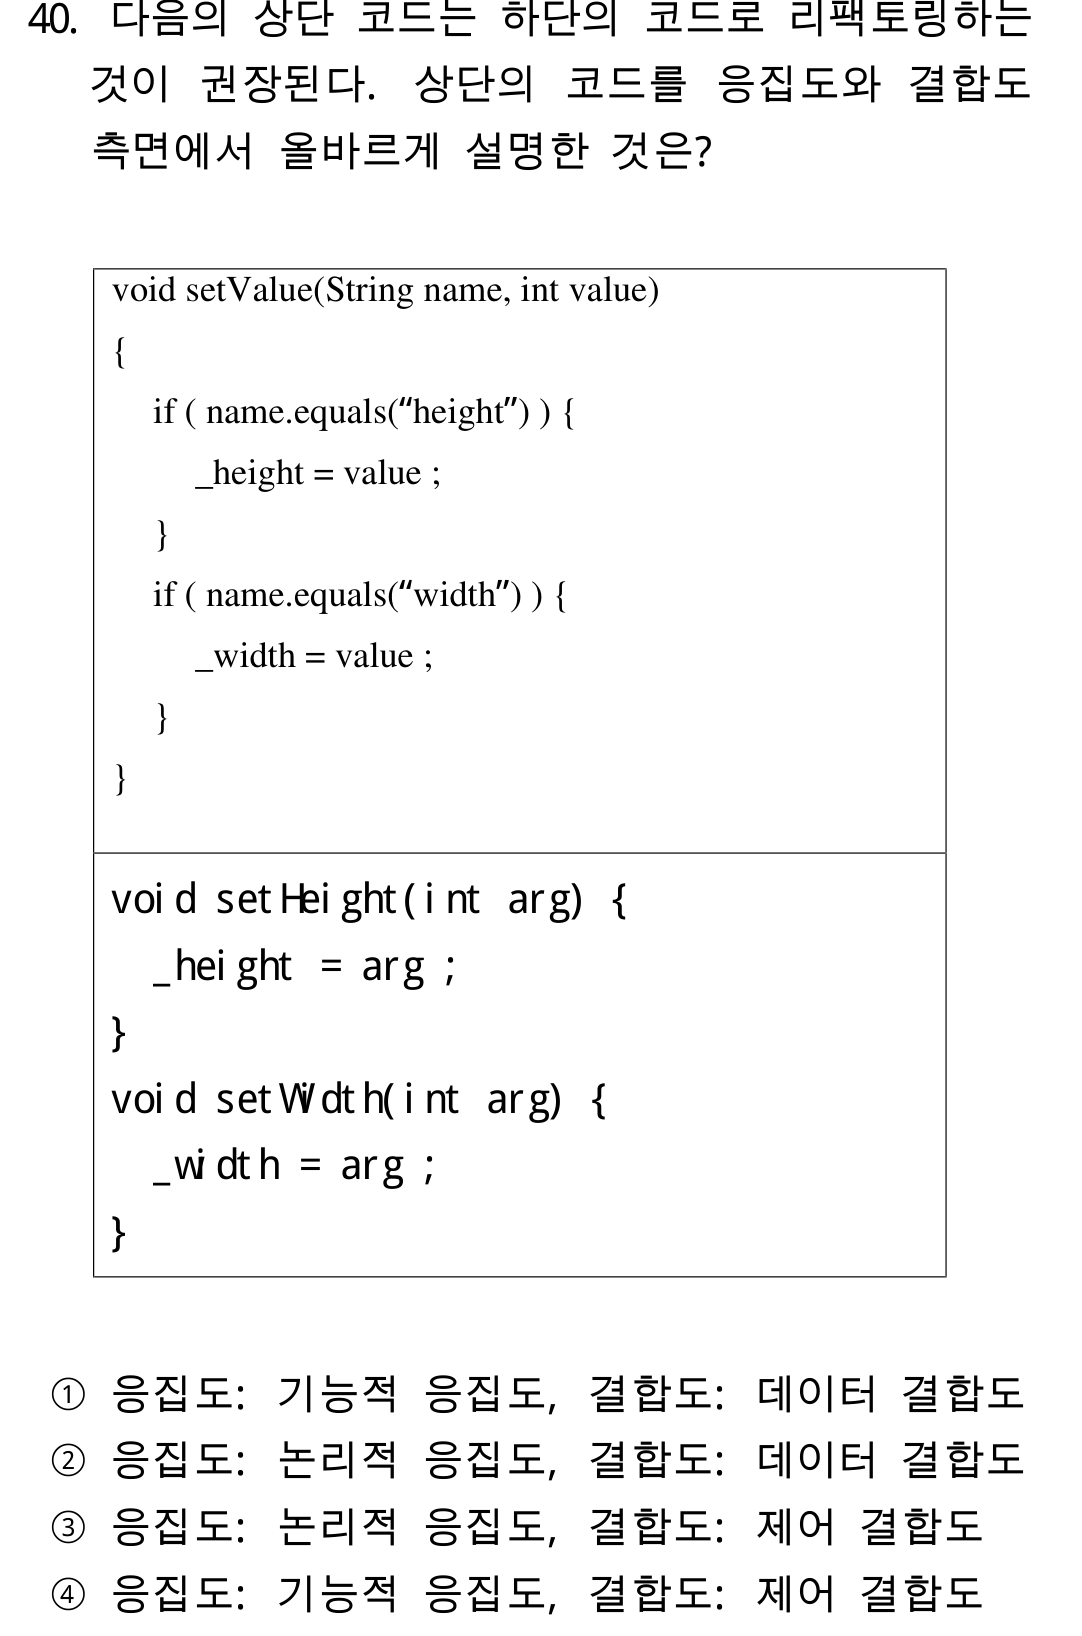 40. 다음의 상단 코드는 하단의 코드로 리팩토링하는
것이 권장된다. 상단의 코드를 응집도와 결합도
측면에서 올바르게 설명한 것은?
void setValue(String name, int value)
{
if ( name.equals(“height”) ) {
_height = value ;
}
if ( name.equals(“width”) ) {
_width = value ;
}
}
void setHeight(int arg) {
_height = arg ;
}
void setWidth(int arg) {
_width = arg ;
}
① 응집도: 기능적 응집도, 결합도: 데이터 결합도
② 응집도: 논리적 응집도, 결합도: 데이터 결합도
③ 응집도: 논리적 응집도, 결합도: 제어 결합도
④ 응집도: 기능적 응집도, 결합도: 제어 결합도